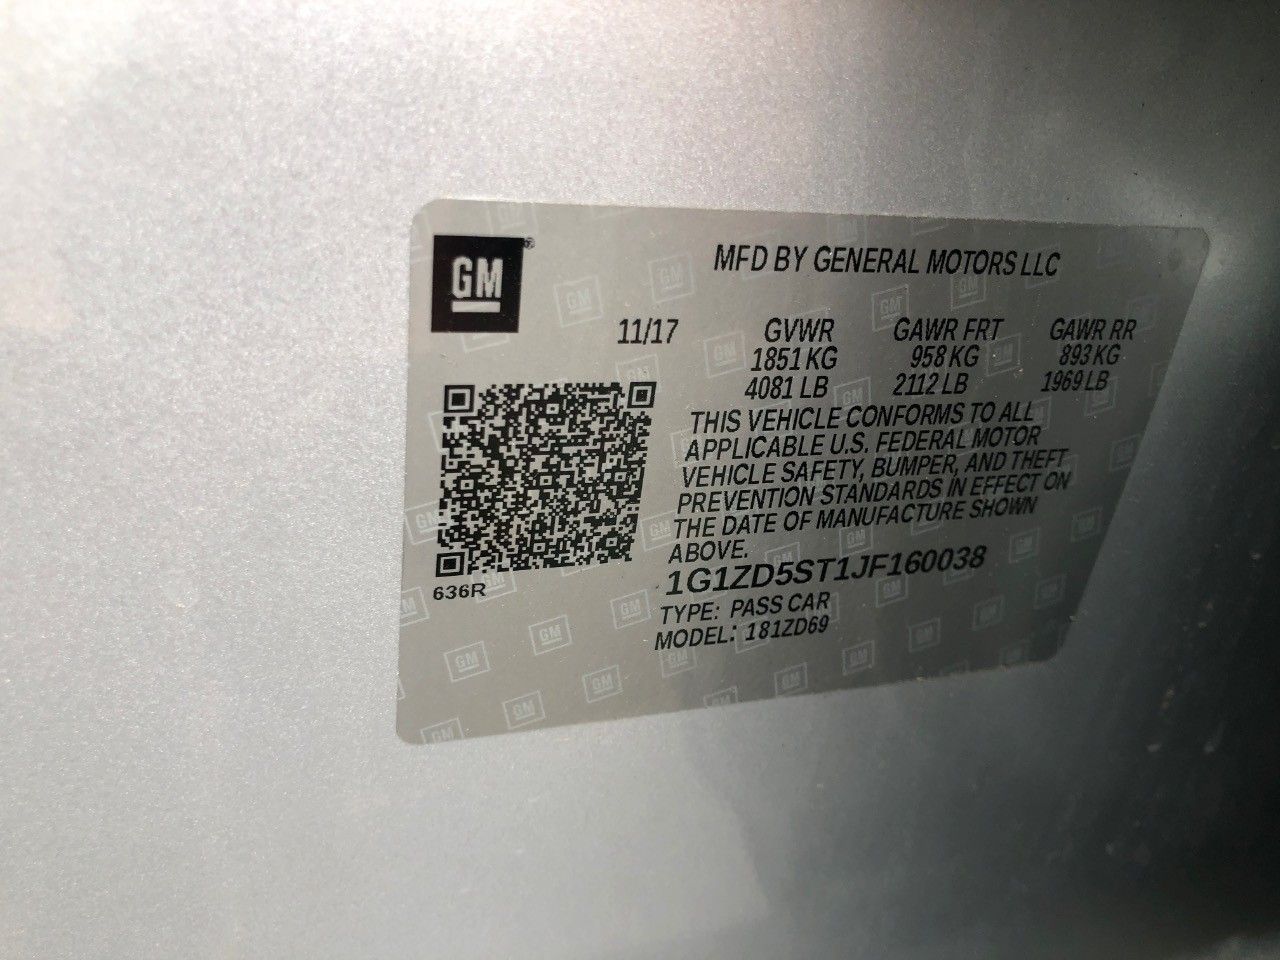 GM®
MFD BY GENERAL MOTORS LLC
11/17 GVWR GAWR FRT GAWR RR
1851 KG 958 KG 893 KG
4081 LB 2112 LB 1969 LB
THIS VEHICLE CONFORMS TO ALL
APPLICABLE U.S. FEDERAL MOTOR
VEHICLE SAFETY, BUMPER, AND THEFT
PREVENTION STANDARDS IN EFFECT ON
THE DATE OF MANUFACTURE SHOWN
ABOVE.
1G1ZD5ST1JF160038
TYPE: PASS CAR
MODEL: 181ZD69
636R